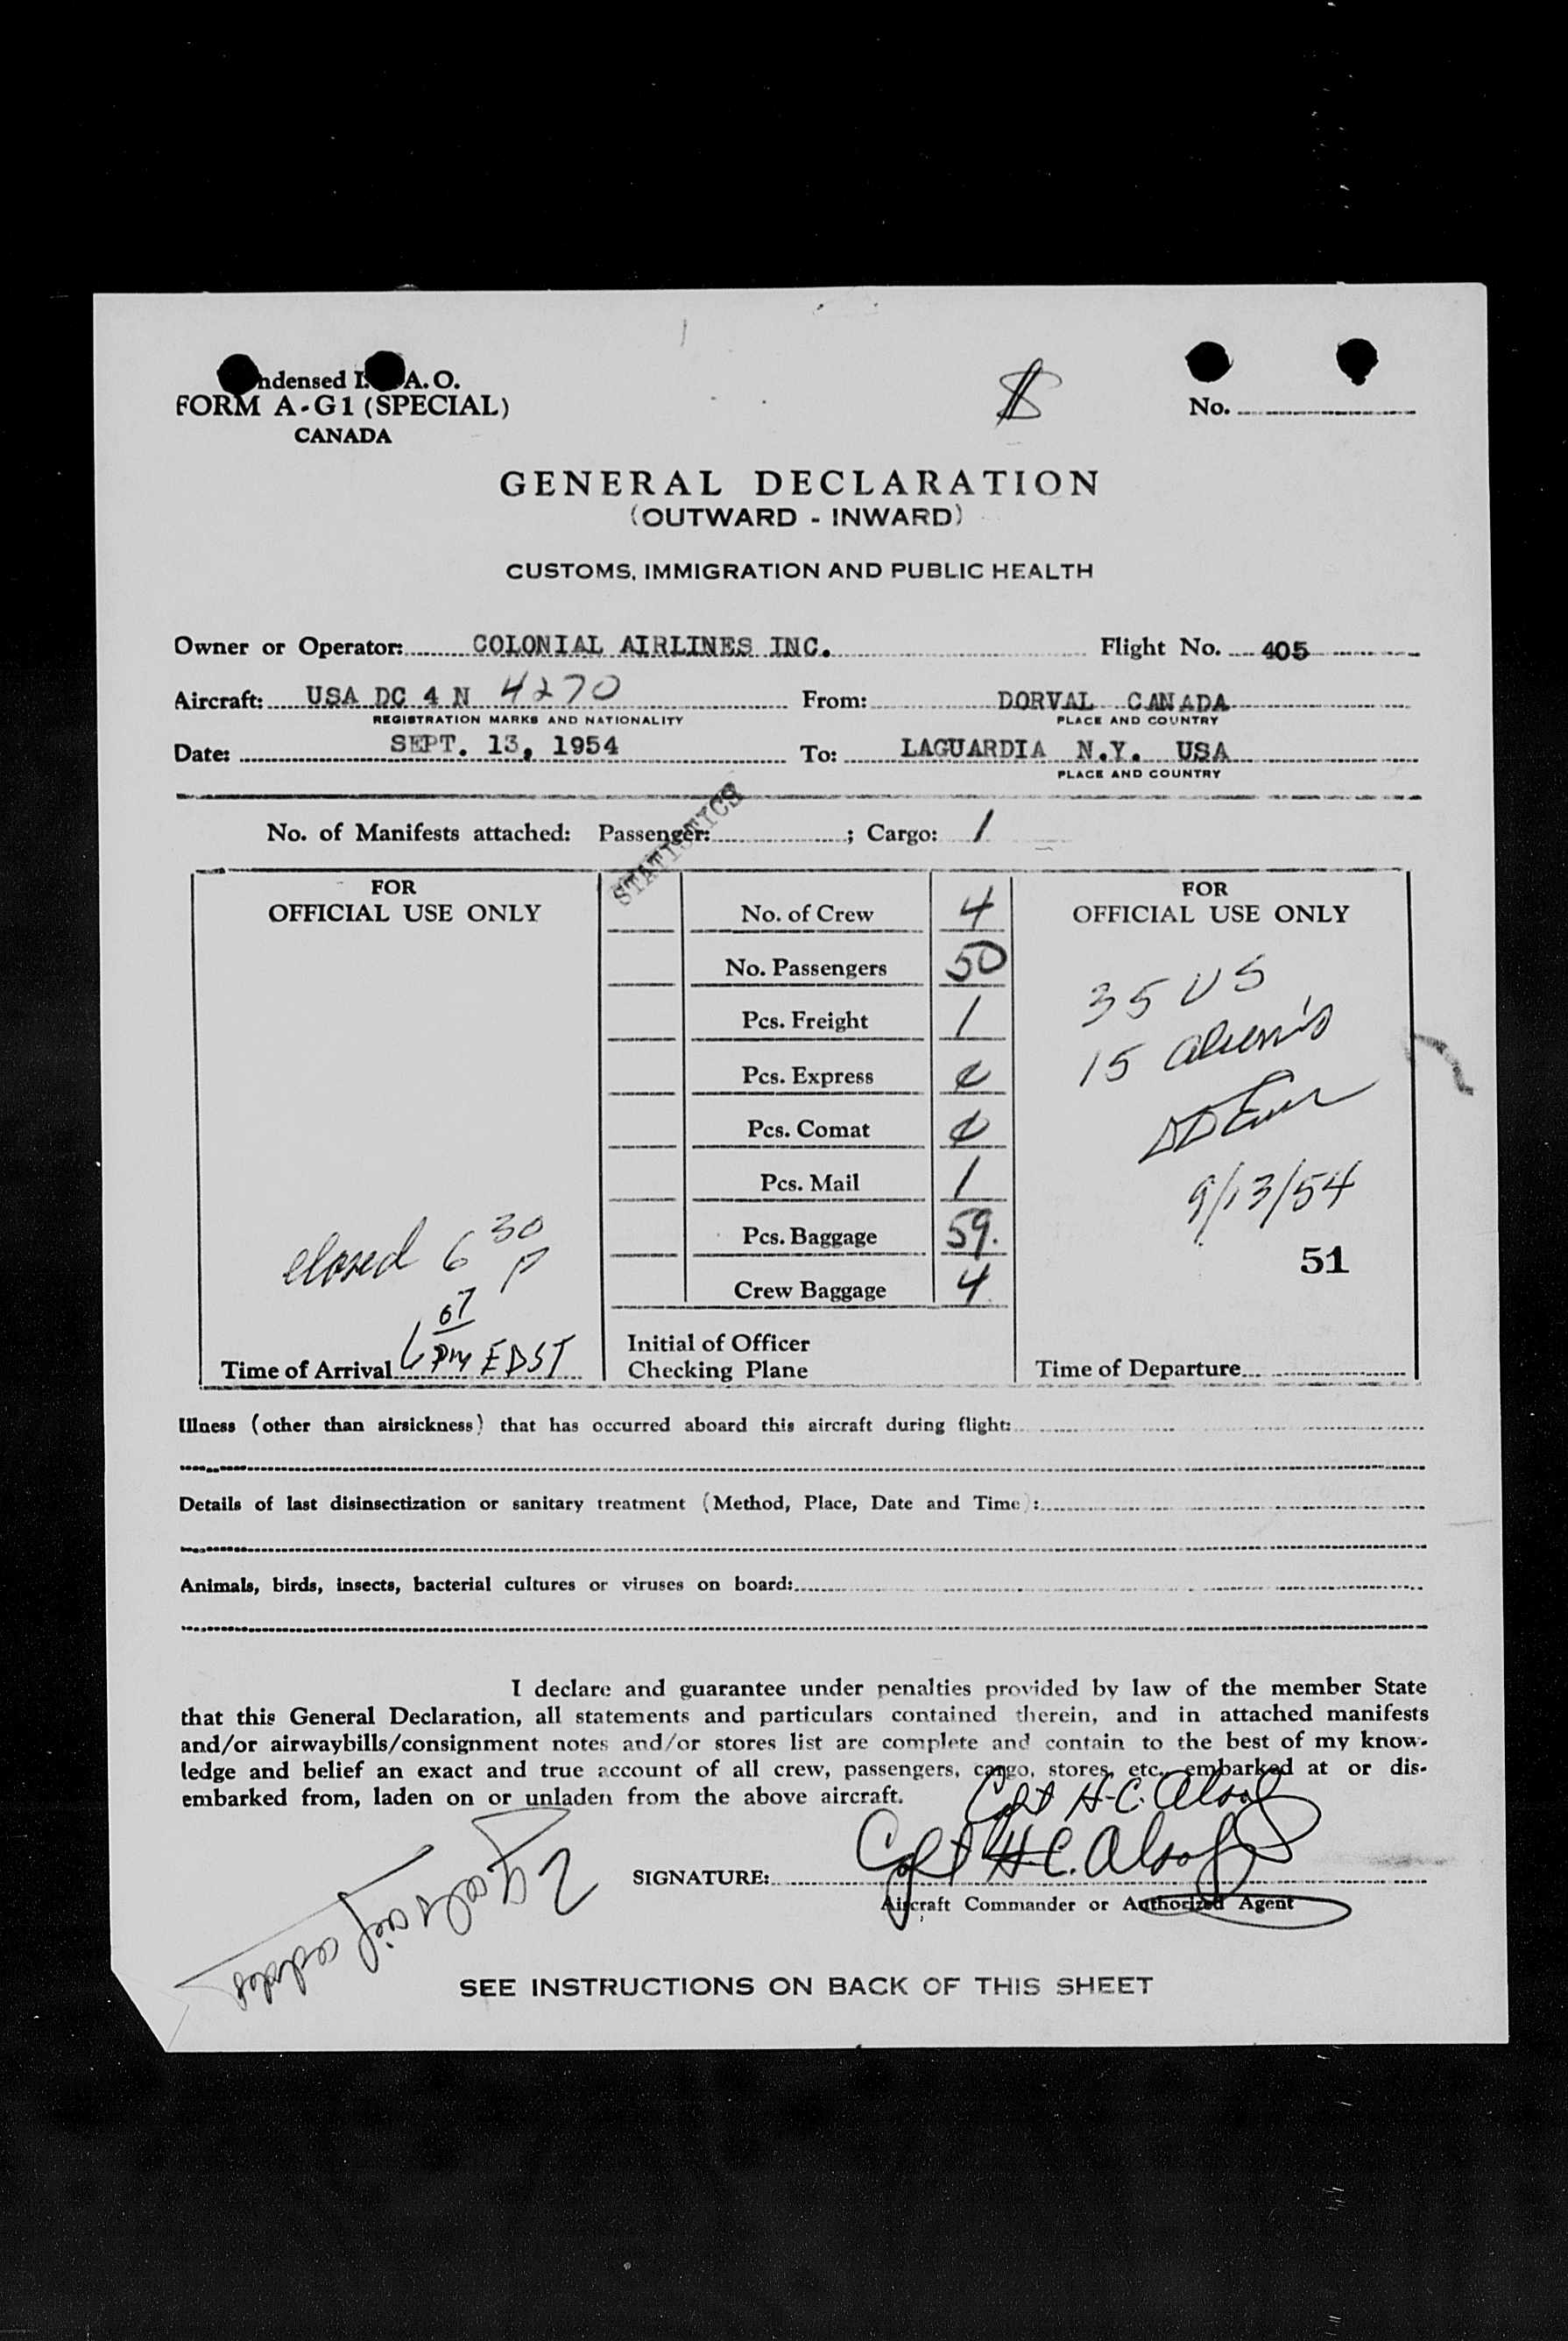 ndensed I. A. O.
FORM A-G1 (SPECIAL)
CANADA
No.
GENERAL DECLARATION
(OUTWARD - INWARD)
CUSTOMS, IMMIGRATION AND PUBLIC HEALTH
Owner or Operator: COLONIAL AIRLINES INC. Flight No. 405
Aircraft: USA DC 4 N 4270 From: DORVAL CANADA
REGISTRATION MARKS AND NATIONALITY PLACE AND COUNTRY
Date: SEPT. 13, 1954 To: LAGUARDIA N.Y. USA
PLACE AND COUNTRY
STATISTICS
No. of Manifests attached: Passenger: ; Cargo: 1
FOR
OFFICIAL USE ONLY
closed 6 30 P
Time of Arrival 6 07 PM EDST
No. of Crew 4
No. Passengers 50
Pcs. Freight 1
Pcs. Express
Pcs. Comat
Pcs. Mail 1
Pcs. Baggage 59.
Crew Baggage 4
Initial of Officer
Checking Plane
FOR
OFFICIAL USE ONLY
35 US
15 aliens
9/13/54
51
Time of Departure
Illness (other than airsickness) that has occurred aboard this aircraft during flight:
Details of last disinsectization or sanitary treatment (Method, Place, Date and Time):
Animals, birds, insects, bacterial cultures or viruses on board:
I declare and guarantee under penalties provided by law of the member State
that this General Declaration, all statements and particulars contained therein, and in attached manifests
and/or airwaybills/consignment notes and/or stores list are complete and contain to the best of my know-
ledge and belief an exact and true account of all crew, passengers, cargo, stores, etc., embarked at or dis-
embarked from, laden on or unladen from the above aircraft.
Capt H.C. Alsop
SIGNATURE: Capt H.C. Alsop
Aircraft Commander or Authorized Agent
SEE INSTRUCTIONS ON BACK OF THIS SHEET